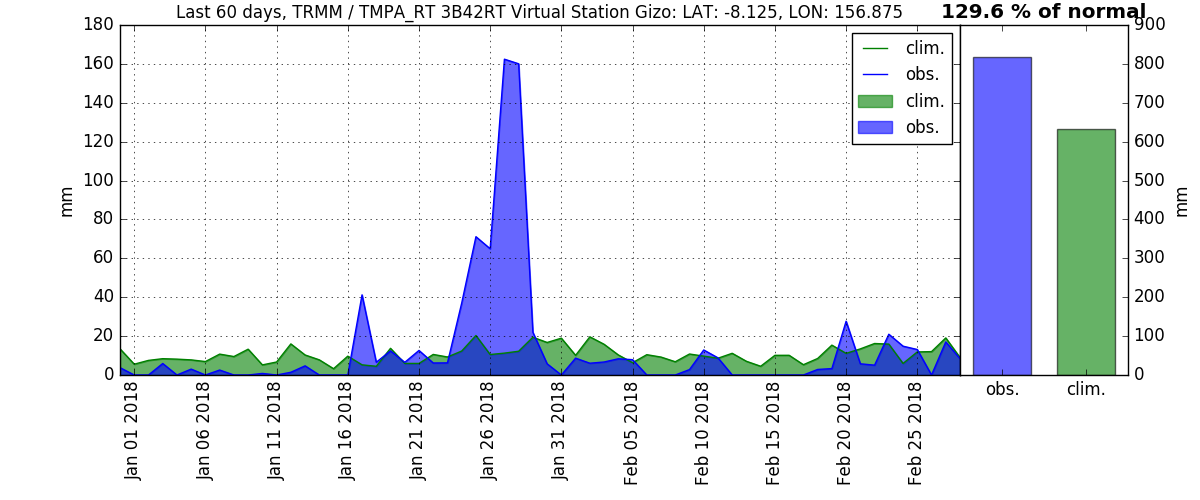 Last 60 days, TRMM / TMPA_RT 3B42RT Virtual Station Gizo: LAT: -8.125, LON: 156.875
129.6 % of normal
180
160
140
120
100
80
60
40
20
0
mm
clim.
obs.
clim.
obs.
900
800
700
600
500
400
300
200
100
0
mm
Jan 01 2018
Jan 06 2018
Jan 11 2018
Jan 16 2018
Jan 21 2018
Jan 26 2018
Jan 31 2018
Feb 05 2018
Feb 10 2018
Feb 15 2018
Feb 20 2018
Feb 25 2018
obs.
clim.